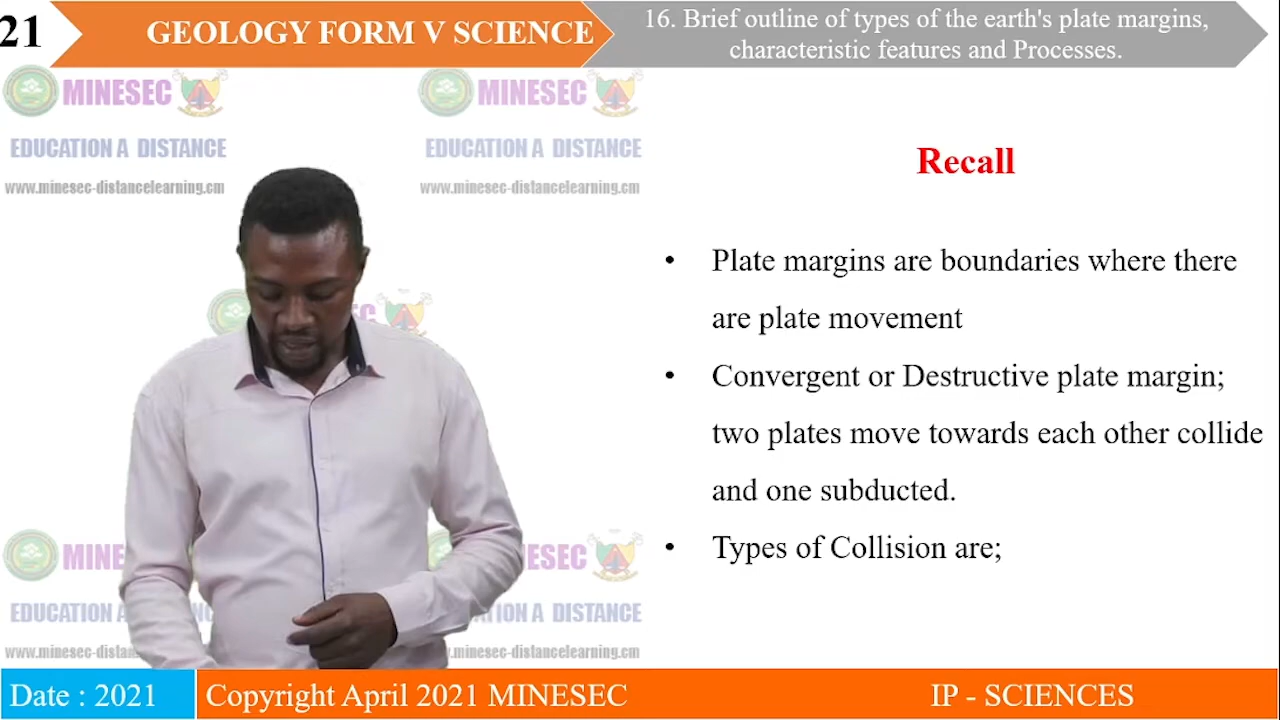 21
GEOLOGY FORM V SCIENCE
16. Brief outline of types of the earth's plate margins,
characteristic features and Processes.
MINESEC
EDUCATION A DISTANCE
www.minesec-distancelearning.cm
MINESEC
EDUCATION A DISTANCE
www.minesec-distancelearning.cm
Recall
• Plate margins are boundaries where there
are plate movement
• Convergent or Destructive plate margin;
two plates move towards each other collide
and one subducted.
• Types of Collision are;
Date : 2021
Copyright April 2021 MINESEC
IP - SCIENCES